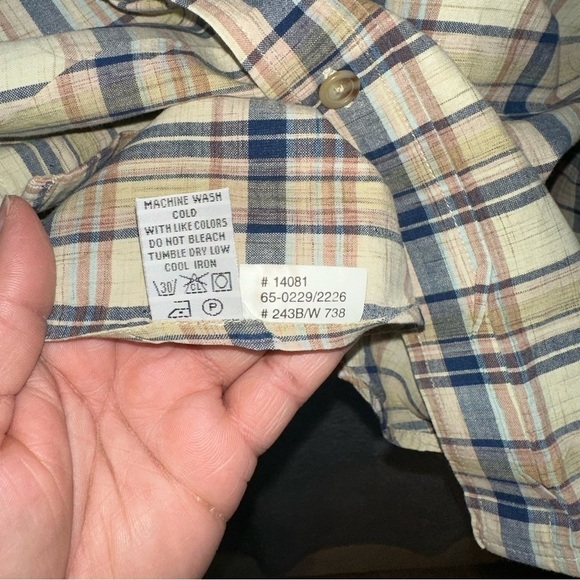 MACHINE WASH
COLD
WITH LIKE COLORS
DO NOT BLEACH
TUMBLE DRY LOW
COOL IRON
30
CL
P
# 14081
65-0229/2226
# 243B/W 738